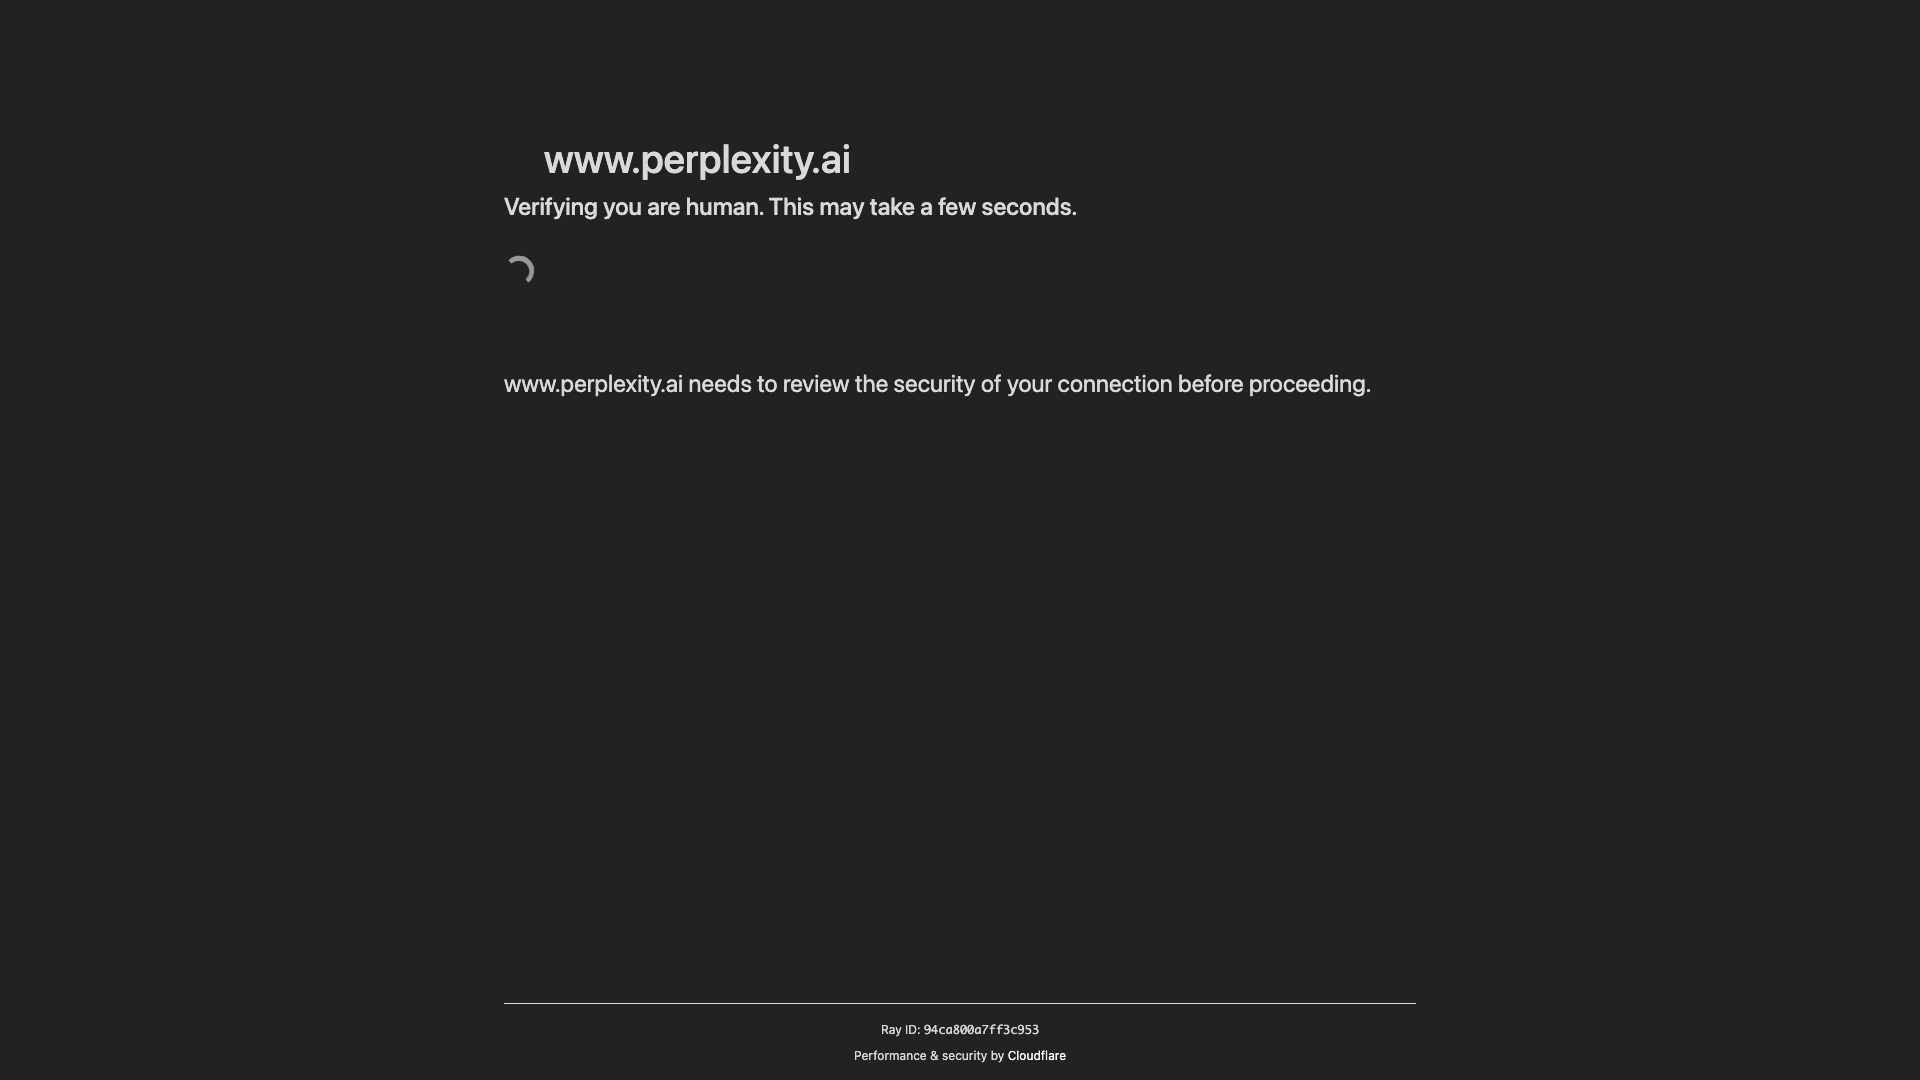 www.perplexity.ai
Verifying you are human. This may take a few seconds.
www.perplexity.ai needs to review the security of your connection before proceeding.
Ray ID: 94ca800a7ff3c953
Performance & security by Cloudflare